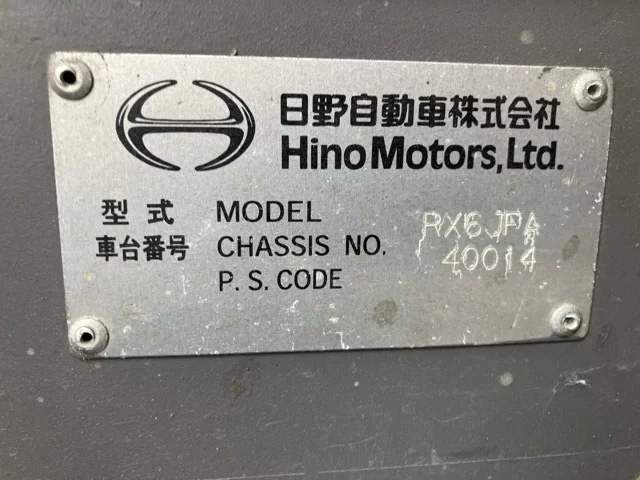 日野自動車株式会社
Hino Motors, Ltd.
型式 MODEL RX6JFA
車台番号 CHASSIS NO. 40014
P. S. CODE